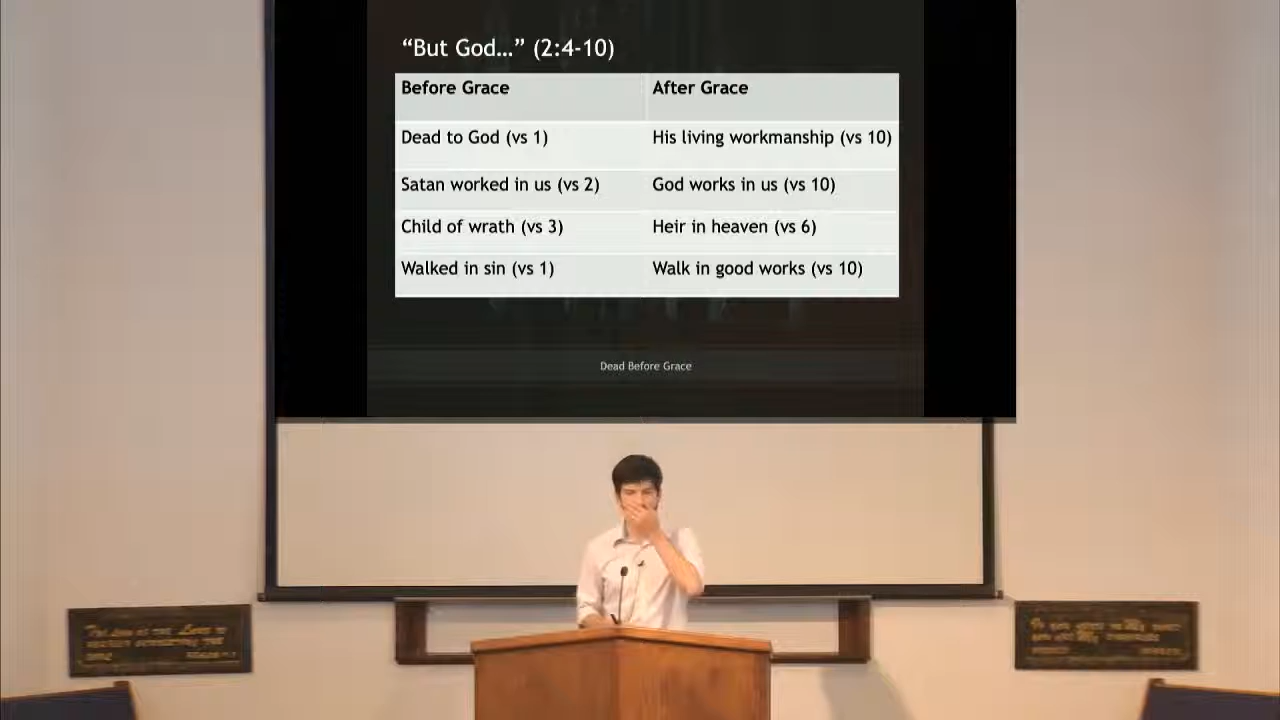 “But God…” (2:4-10)
Before Grace After Grace
Dead to God (vs 1) His living workmanship (vs 10)
Satan worked in us (vs 2) God works in us (vs 10)
Child of wrath (vs 3) Heir in heaven (vs 6)
Walked in sin (vs 1) Walk in good works (vs 10)
Dead Before Grace